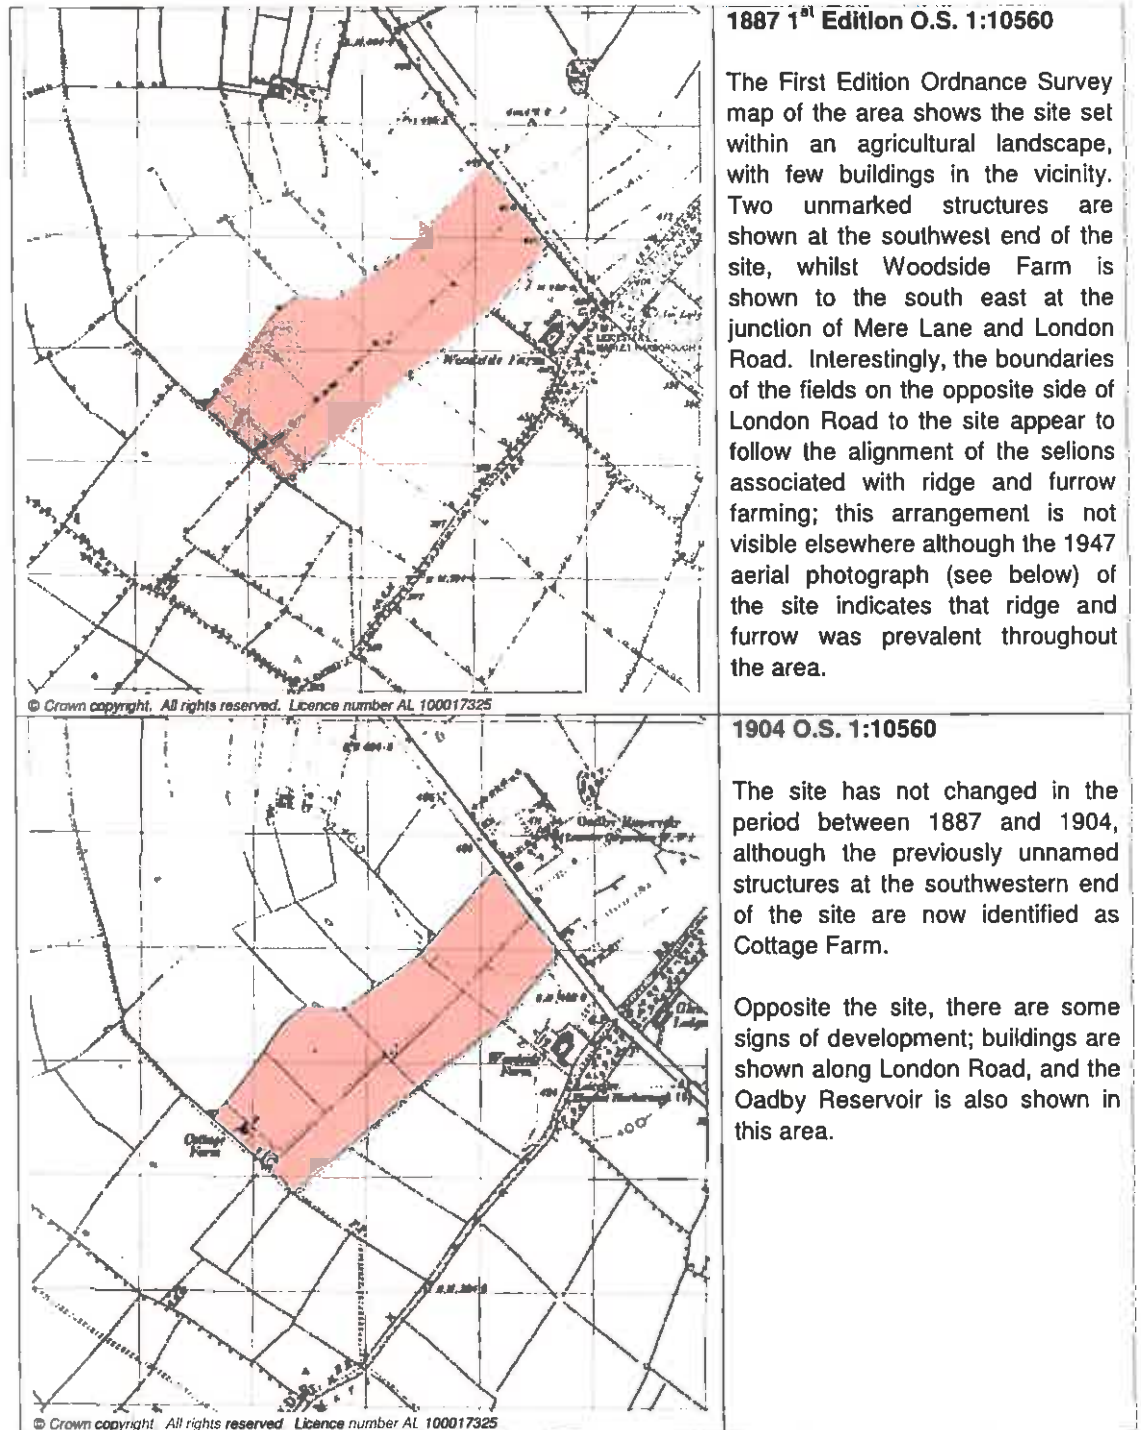 1887 1st Edition O.S. 1:10560
The First Edition Ordnance Survey
map of the area shows the site set
within an agricultural landscape,
with few buildings in the vicinity.
Two unmarked structures are
shown at the southwest end of the
site, whilst Woodside Farm is
shown to the south east at the
junction of Mere Lane and London
Road. Interestingly, the boundaries
of the fields on the opposite side of
London Road to the site appear to
follow the alignment of the selions
associated with ridge and furrow
farming; this arrangement is not
visible elsewhere although the 1947
aerial photograph (see below) of
the site indicates that ridge and
furrow was prevalent throughout
the area.
Woodside Farm
© Crown copyright. All rights reserved. Licence number AL 100017325
1904 O.S. 1:10560
The site has not changed in the
period between 1887 and 1904,
although the previously unnamed
structures at the southwestern end
of the site are now identified as
Cottage Farm.
Opposite the site, there are some
signs of development; buildings are
shown along London Road, and the
Oadby Reservoir is also shown in
this area.
Oadby Reservoir
Cottage
Farm
© Crown copyright. All rights reserved. Licence number AL 100017325